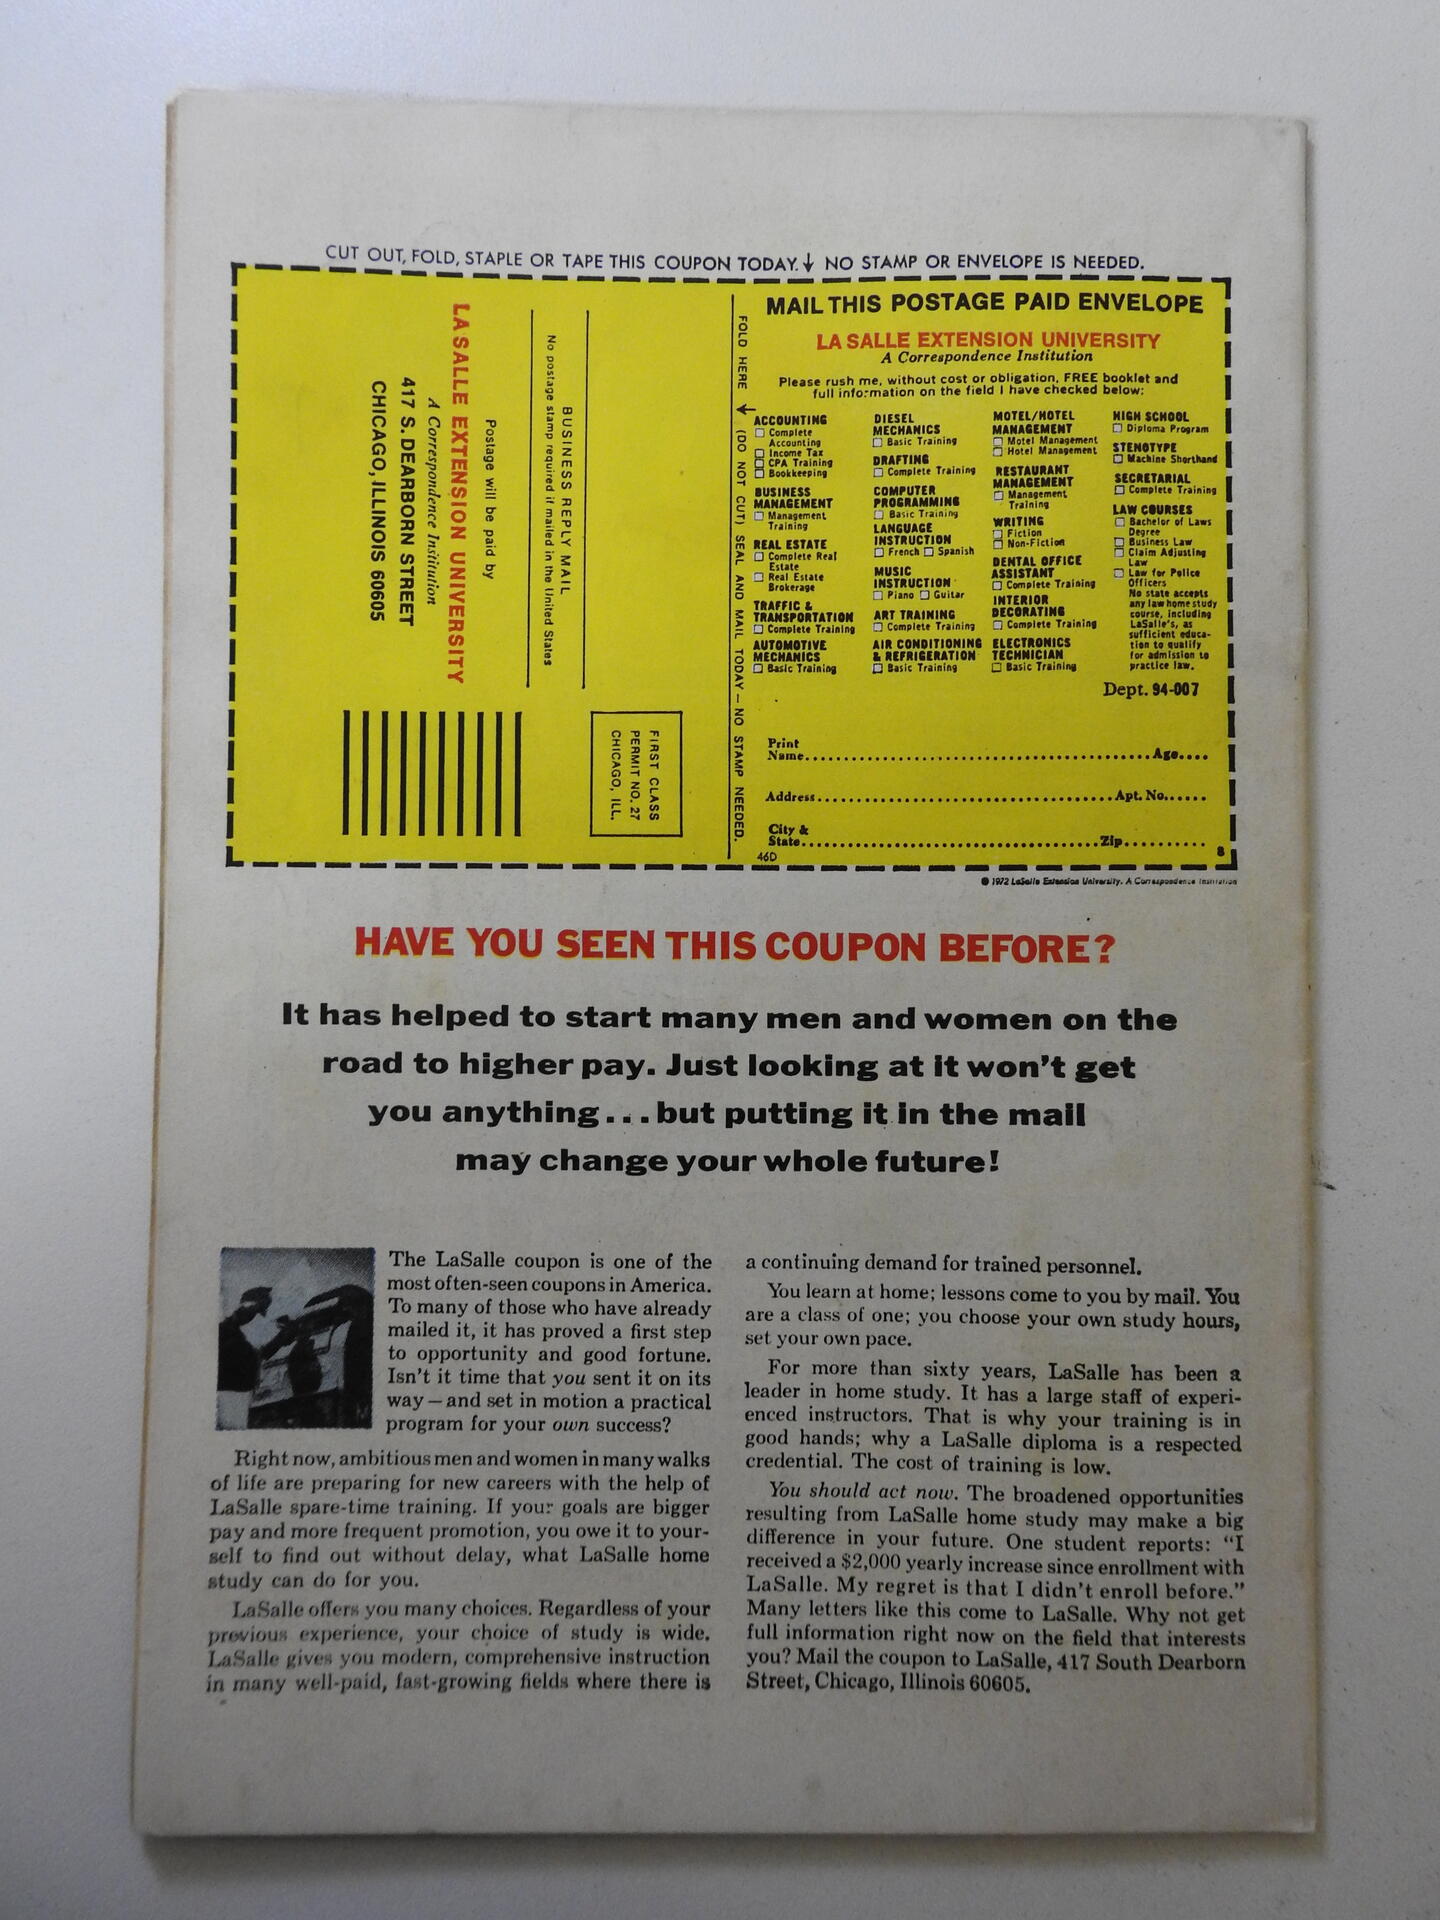 CUT OUT, FOLD, STAPLE OR TAPE THIS COUPON TODAY.↓ NO STAMP OR ENVELOPE IS NEEDED.
BUSINESS REPLY MAIL
No postage stamp required if mailed in the United States
Postage will be paid by
LA SALLE EXTENSION UNIVERSITY
A Correspondence Institution
417 S. DEARBORN STREET
CHICAGO, ILLINOIS 60605
FIRST CLASS
PERMIT NO. 27
CHICAGO, ILL.
FOLD HERE (DO NOT CUT) SEAL AND MAIL TODAY – NO STAMP NEEDED.
MAIL THIS POSTAGE PAID ENVELOPE
LA SALLE EXTENSION UNIVERSITY
A Correspondence Institution
Please rush me, without cost or obligation, FREE booklet and
full information on the field I have checked below:
ACCOUNTING
Complete
Accounting
Income Tax
CPA Training
Bookkeeping
BUSINESS
MANAGEMENT
Management
Training
REAL ESTATE
Complete Real
Estate
Real Estate
Brokerage
TRAFFIC &
TRANSPORTATION
Complete Training
AUTOMOTIVE
MECHANICS
Basic Training
DIESEL
MECHANICS
Basic Training
DRAFTING
Complete Training
COMPUTER
PROGRAMMING
Basic Training
LANGUAGE
INSTRUCTION
French Spanish
MUSIC
INSTRUCTION
Piano Guitar
ART TRAINING
Complete Training
AIR CONDITIONING
& REFRIGERATION
Basic Training
MOTEL/HOTEL
MANAGEMENT
Motel Management
Hotel Management
RESTAURANT
MANAGEMENT
Management
Training
WRITING
Fiction
Non-Fiction
DENTAL OFFICE
ASSISTANT
Complete Training
INTERIOR
DECORATING
Complete Training
ELECTRONICS
TECHNICIAN
Basic Training
HIGH SCHOOL
Diploma Program
STENOTYPE
Machine Shorthand
SECRETARIAL
Complete Training
LAW COURSES
Bachelor of Laws
Degree
Business Law
Claim Adjusting
Law
Law for Police
Officers
No state accepts
any law home study
course, including
LaSalle's, as
sufficient educa-
tion to qualify
for admission to
practice law.
Dept. 94-007
Print
Name Age
Address Apt. No.
City &
State Zip
46D 8
© 1972 LaSalle Extension University. A Correspondence Institution
HAVE YOU SEEN THIS COUPON BEFORE?
It has helped to start many men and women on the
road to higher pay. Just looking at it won't get
you anything...but putting it in the mail
may change your whole future!
The LaSalle coupon is one of the
most often-seen coupons in America.
To many of those who have already
mailed it, it has proved a first step
to opportunity and good fortune.
Isn't it time that you sent it on its
way – and set in motion a practical
program for your own success?
Right now, ambitious men and women in many walks
of life are preparing for new careers with the help of
LaSalle spare-time training. If your goals are bigger
pay and more frequent promotion, you owe it to your-
self to find out without delay, what LaSalle home
study can do for you.
LaSalle offers you many choices. Regardless of your
previous experience, your choice of study is wide.
LaSalle gives you modern, comprehensive instruction
in many well-paid, fast-growing fields where there is
a continuing demand for trained personnel.
You learn at home; lessons come to you by mail. You
are a class of one; you choose your own study hours,
set your own pace.
For more than sixty years, LaSalle has been a
leader in home study. It has a large staff of experi-
enced instructors. That is why your training is in
good hands; why a LaSalle diploma is a respected
credential. The cost of training is low.
You should act now. The broadened opportunities
resulting from LaSalle home study may make a big
difference in your future. One student reports: "I
received a $2,000 yearly increase since enrollment with
LaSalle. My regret is that I didn't enroll before."
Many letters like this come to LaSalle. Why not get
full information right now on the field that interests
you? Mail the coupon to LaSalle, 417 South Dearborn
Street, Chicago, Illinois 60605.